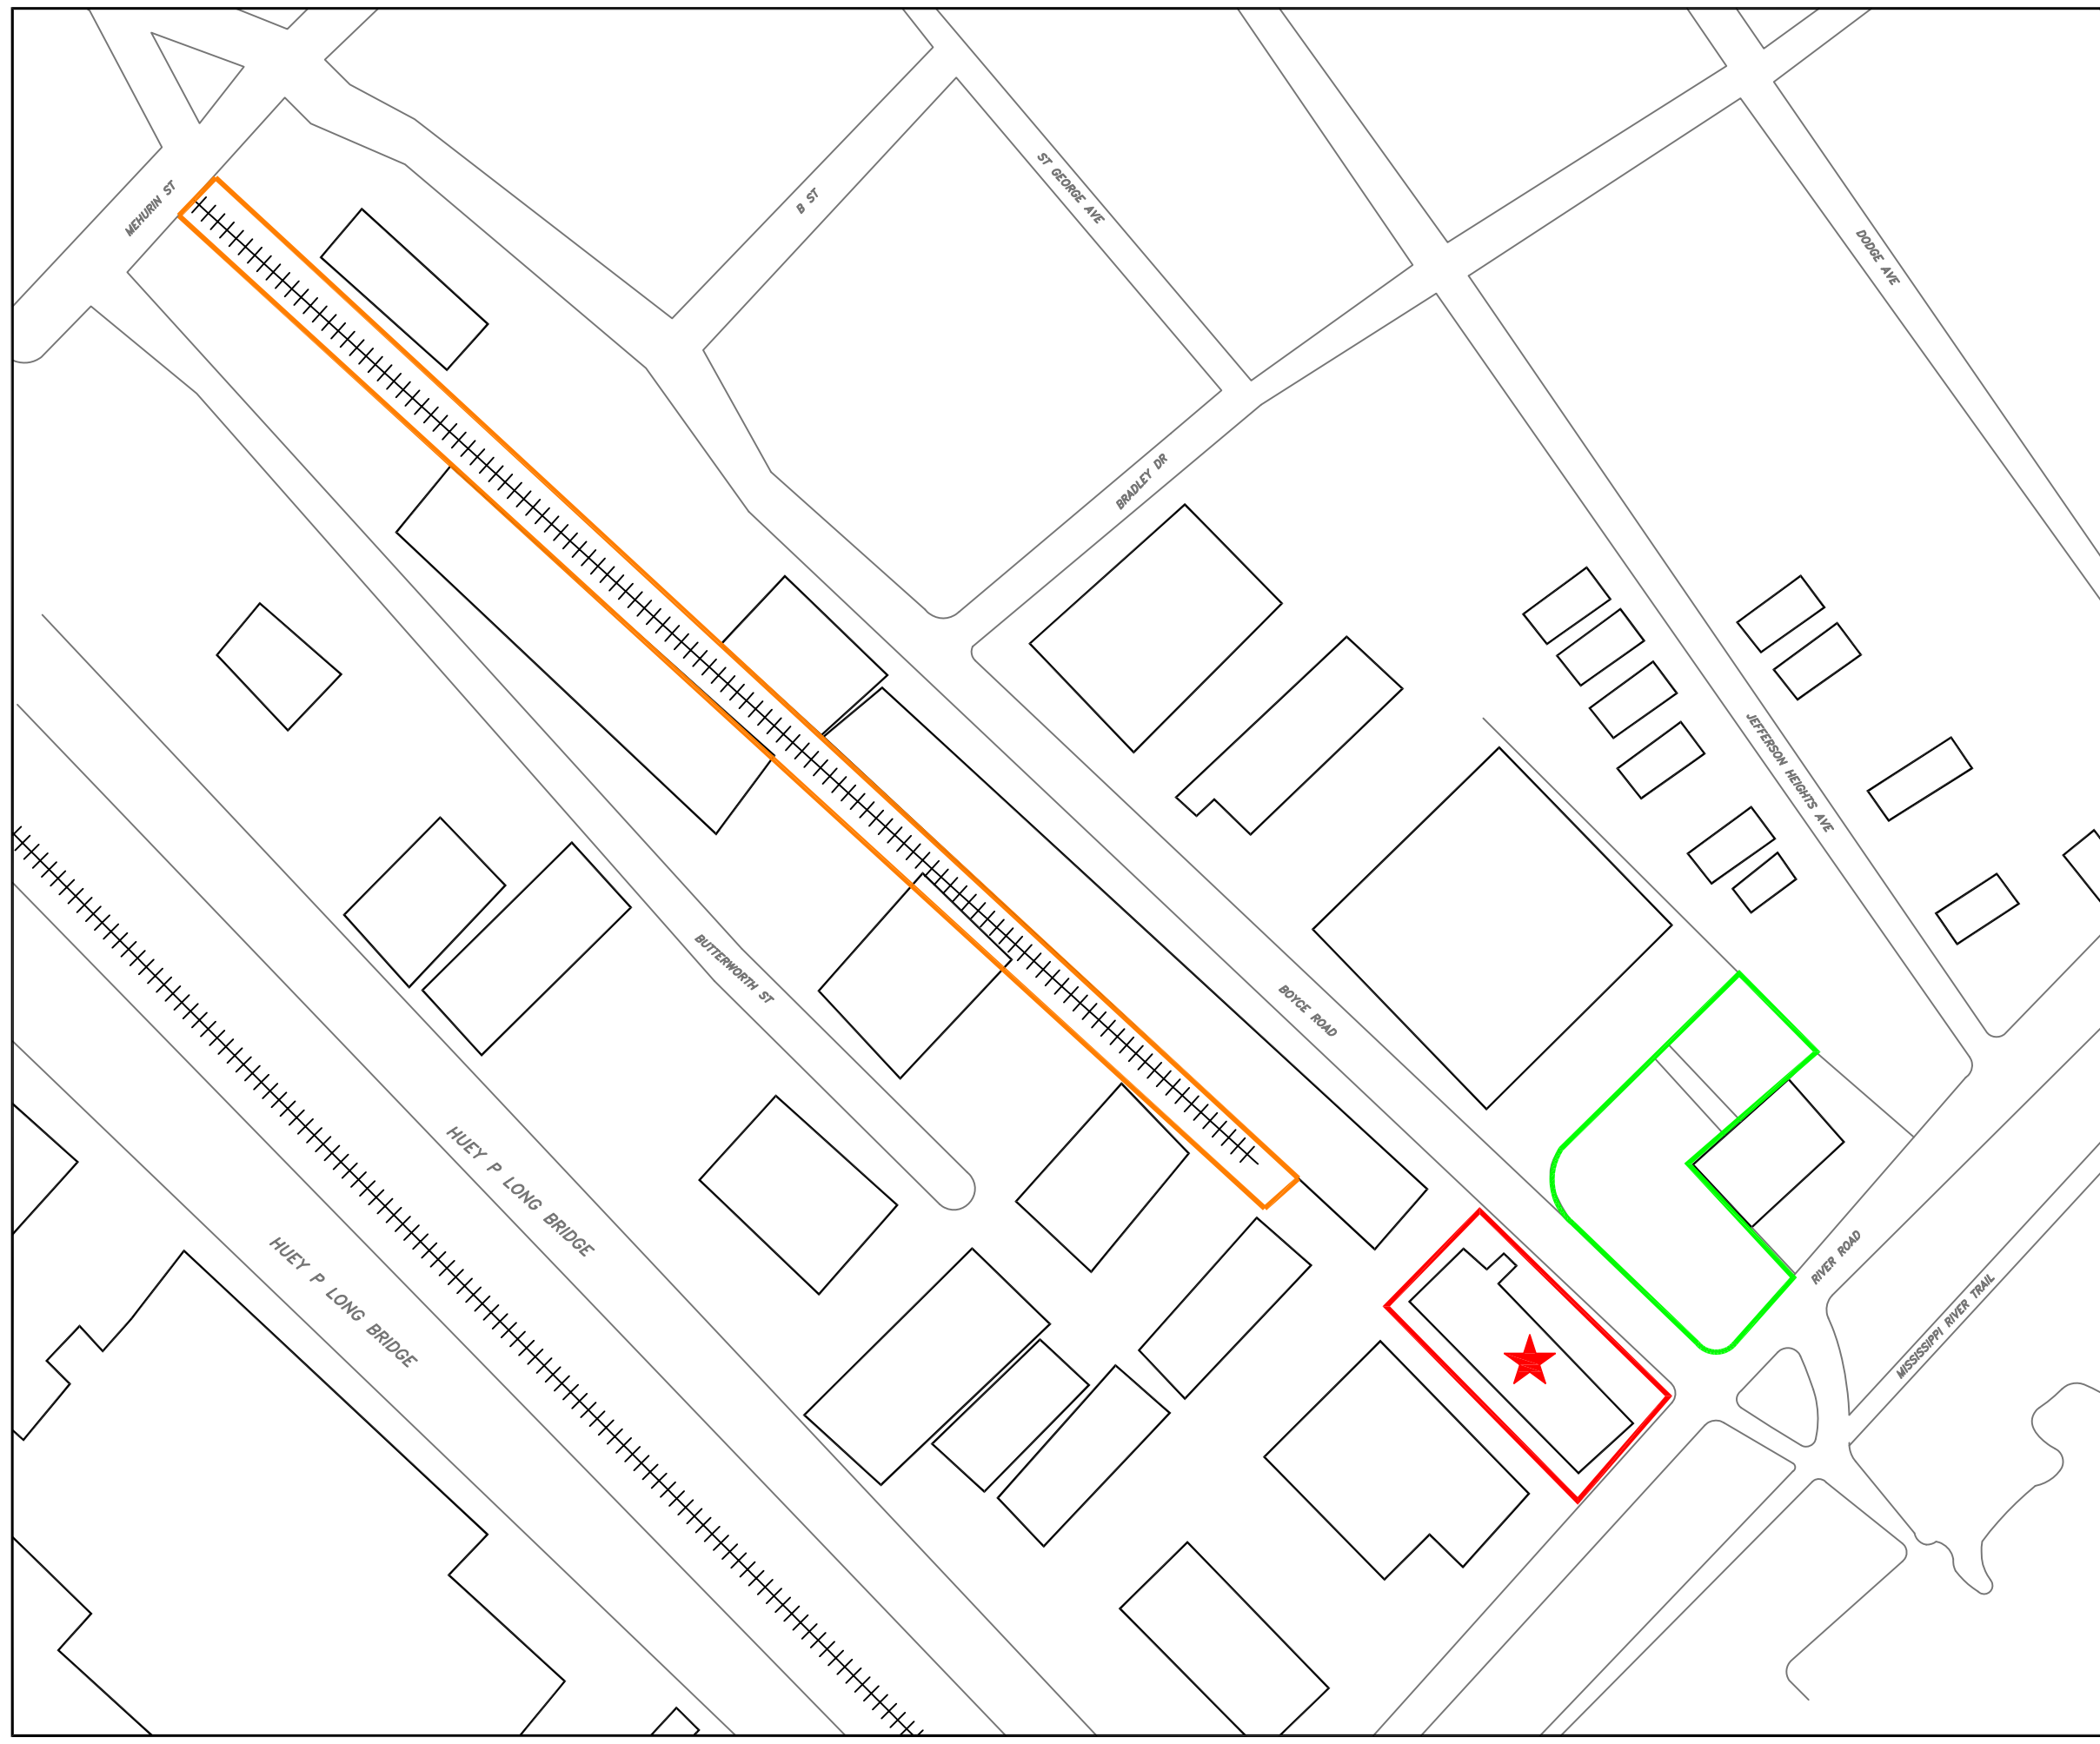 MEHURIN ST
B ST
ST GEORGE AVE
DODGE AVE
BRADLEY DR
JEFFERSON HEIGHTS AVE
BUTTERWORTH ST
BOYCE ROAD
HUEY P LONG BRIDGE
HUEY P LONG BRIDGE
RIVER ROAD
MISSISSIPPI RIVER TRAIL